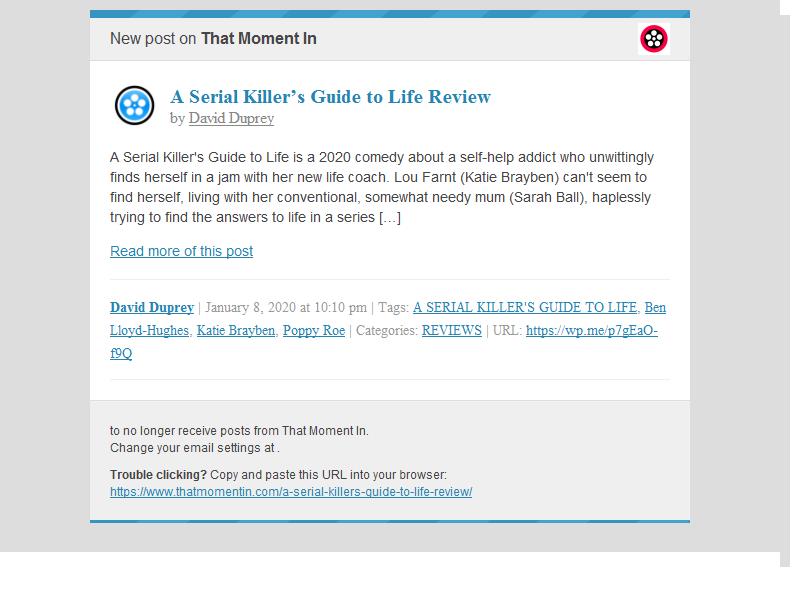 New post on That Moment In
A Serial Killer’s Guide to Life Review
by David Duprey
A Serial Killer's Guide to Life is a 2020 comedy about a self-help addict who unwittingly
finds herself in a jam with her new life coach. Lou Farnt (Katie Brayben) can't seem to
find herself, living with her conventional, somewhat needy mum (Sarah Ball), haplessly
trying to find the answers to life in a series […]
Read more of this post
David Duprey | January 8, 2020 at 10:10 pm | Tags: A SERIAL KILLER'S GUIDE TO LIFE, Ben
Lloyd-Hughes, Katie Brayben, Poppy Roe | Categories: REVIEWS | URL: https://wp.me/p7gEaO-
f9Q
to no longer receive posts from That Moment In.
Change your email settings at .
Trouble clicking? Copy and paste this URL into your browser:
https://www.thatmomentin.com/a-serial-killers-guide-to-life-review/